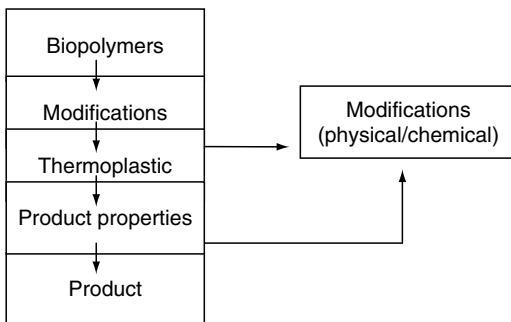 Biopolymers
Modifications
Thermoplastic
Product properties
Product
Modifications
(physical/chemical)